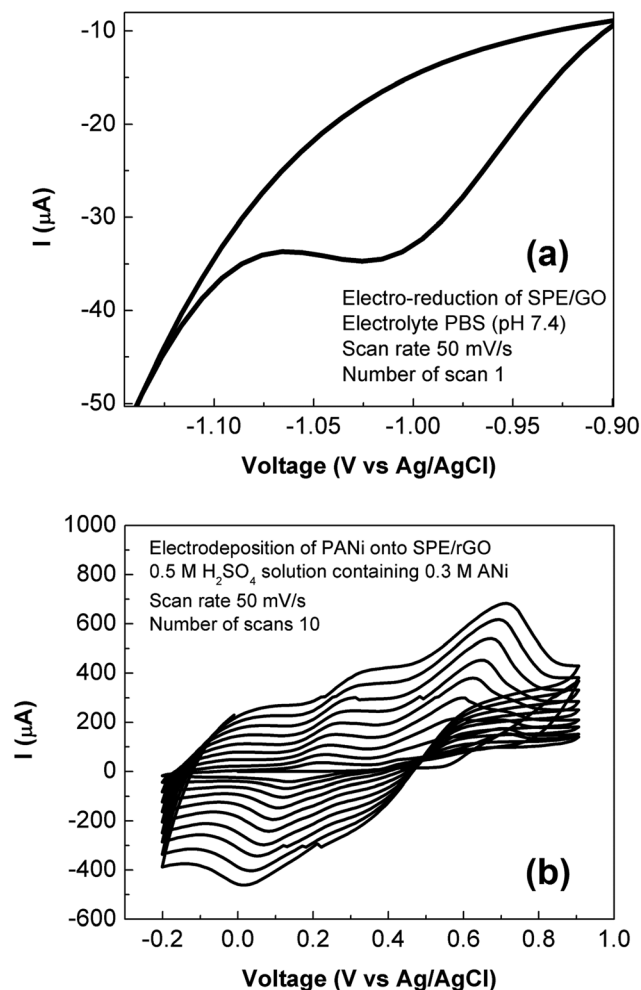 -10
-20
-30
-40
-50
I (μA)
(a)
Electro-reduction of SPE/GO
Electrolyte PBS (pH 7.4)
Scan rate 50 mV/s
Number of scan 1
-1.10 -1.05 -1.00 -0.95 -0.90
Voltage (V vs Ag/AgCl)
1000
800
600
400
200
0
-200
-400
-600
I (μA)
Electrodeposition of PANi onto SPE/rGO
0.5 M H₂SO₄ solution containing 0.3 M ANi
Scan rate 50 mV/s
Number of scans 10
(b)
-0.2 0.0 0.2 0.4 0.6 0.8 1.0
Voltage (V vs Ag/AgCl)